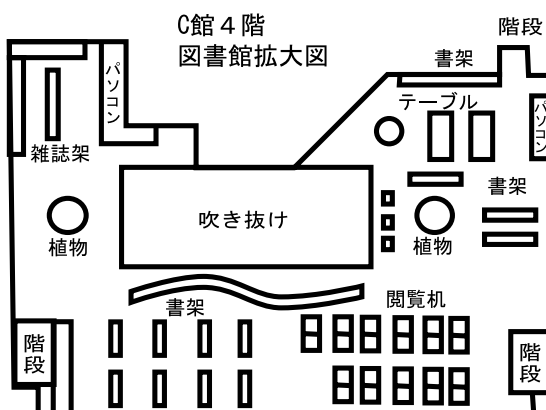 C館４階
図書館拡大図
階段
書架
パソコン
テーブル
パソコン
雑誌架
書架
吹き抜け
植物
植物
閲覧机
書架
階段
階段